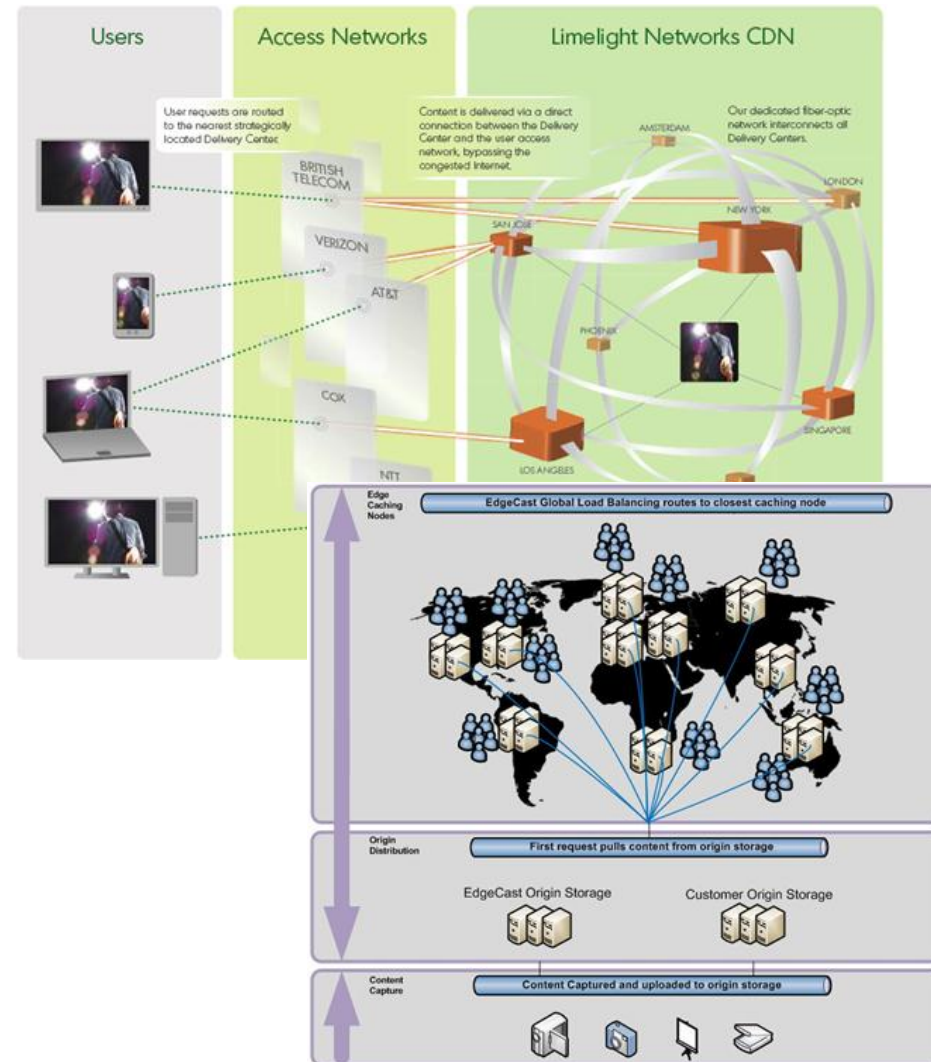 Users
Access Networks
Limelight Networks CDN
User requests are routed
to the nearest strategically
located Delivery Center.
Content is delivered via a direct
connection between the Delivery
Center and the user access
network, bypassing the
congested Internet.
Our dedicated fiber-optic
network interconnects all
Delivery Centers.
AMSTERDAM
BRITISH
TELECOM
LONDON
NEW YORK
SAN JOSE
VERIZON
AT&T
PHOENIX
COX
SINGAPORE
LOS ANGELES
NTT
Edge
Caching
Nodes
EdgeCast Global Load Balancing routes to closest caching node
Origin
Distribution
First request pulls content from origin storage
EdgeCast Origin Storage
Customer Origin Storage
Content
Capture
Content Captured and uploaded to origin storage